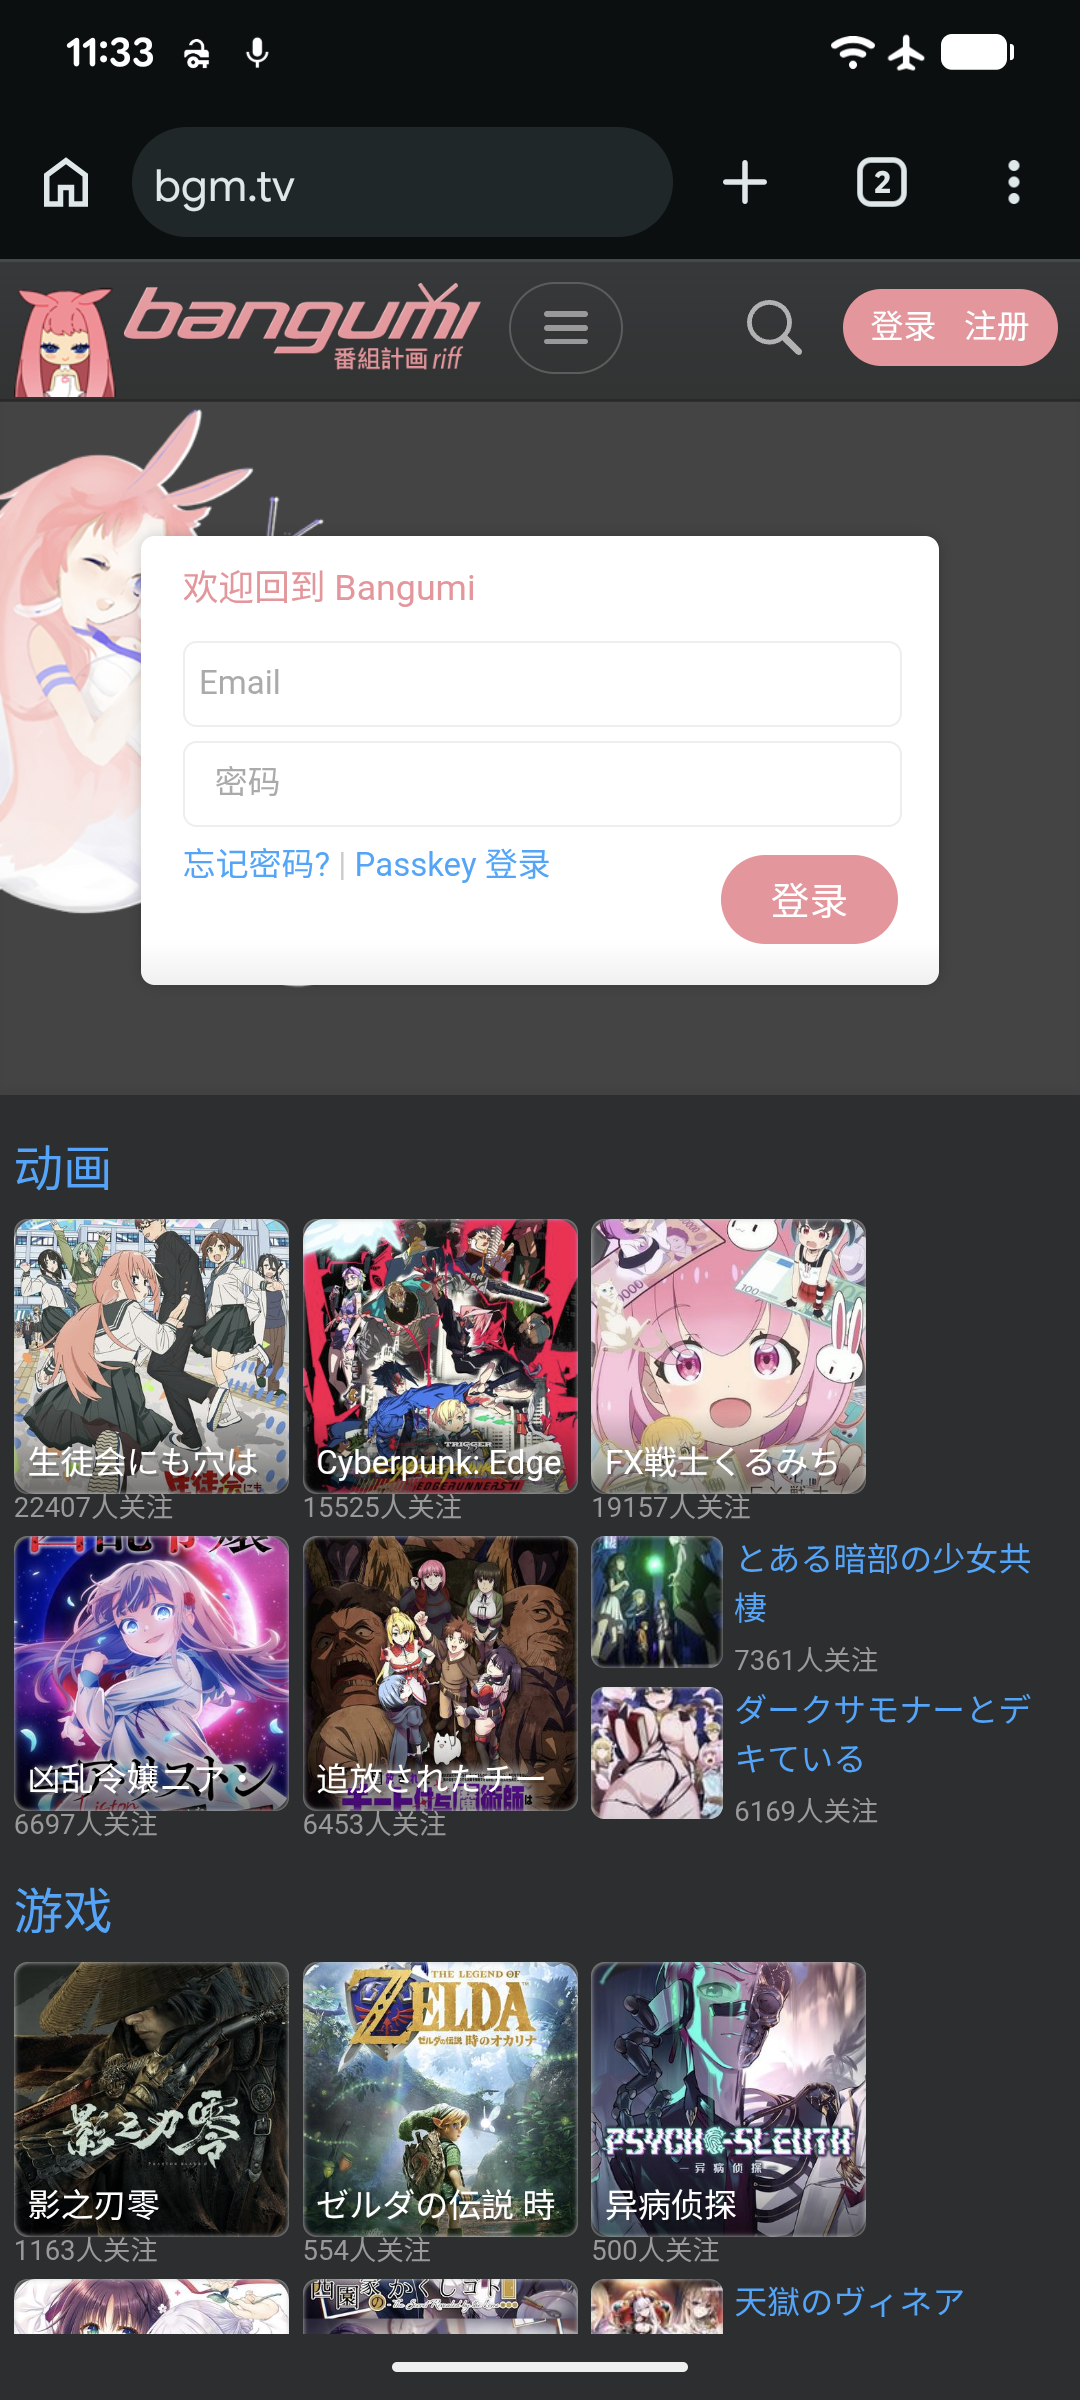 11:33
bgm.tv
2
bangumi
番組計画 riff
登录 注册
欢迎回到 Bangumi
Email
密码
忘记密码? | Passkey 登录
登录
动画
生徒会にも穴は
22407人关注
Cyberpunk: Edge
15525人关注
FX戦士くるみち
19157人关注
凶乱令嬢ニア・
6697人关注
追放されたチー
6453人关注
とある暗部の少女共
棲
7361人关注
ダークサモナーとデ
キている
6169人关注
游戏
影之刃零
影之刃零
1163人关注
THE LEGEND OF
ZELDA
ゼルダの伝説 時のオカリナ
ゼルダの伝説 時
554人关注
PSYCHO-SLEUTH
异病侦探
异病侦探
500人关注
天獄のヴィネア